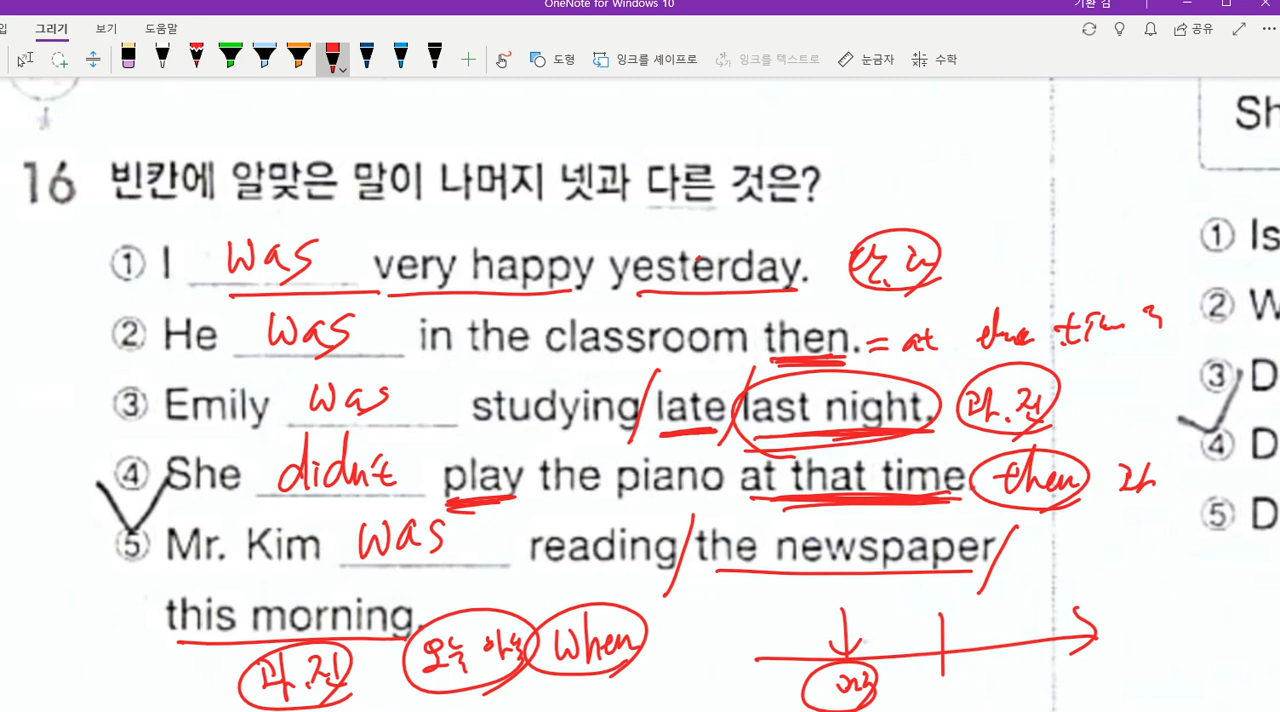 OneNote for Windows 10
기환 김
입 그리기 보기 도움말
공유
도형 잉크를 셰이프로 잉크를 텍스트로 눈금자 수학
16 빈칸에 알맞은 말이 나머지 넷과 다른 것은?
① I was very happy yesterday.
② He was in the classroom then. = at
③ Emily was studying / late / last night. 과.진
④ She didn't play the piano at that time. then 과
⑤ Mr. Kim was reading / the newspaper /
this morning.
과.진 오늘 when
Sh
① Is
② W
③ D
④ D
⑤ D